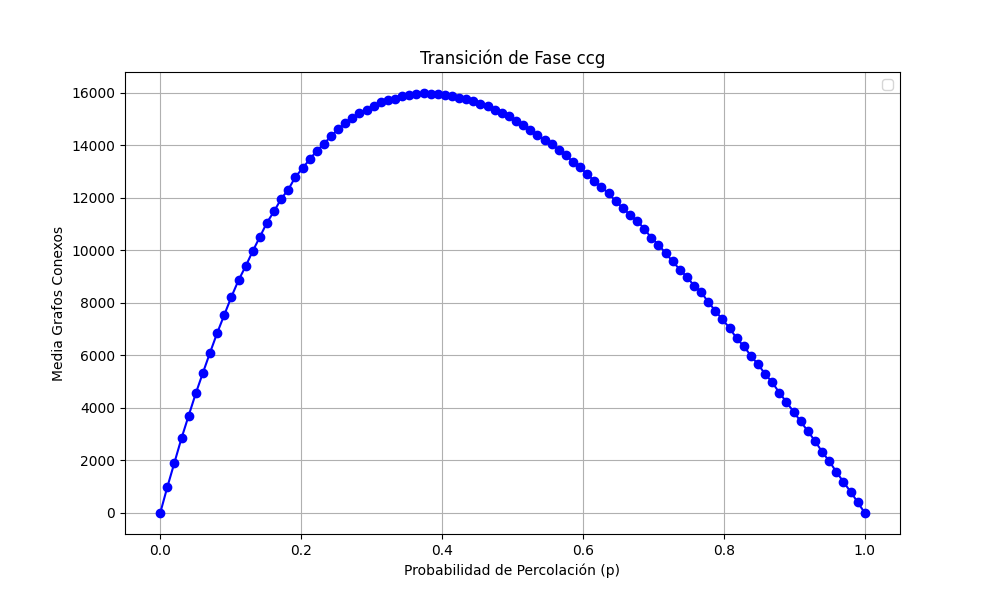 Transición de Fase ccg
Media Grafos Conexos
16000
14000
12000
10000
8000
6000
4000
2000
0
0.0 0.2 0.4 0.6 0.8 1.0
Probabilidad de Percolación (p)